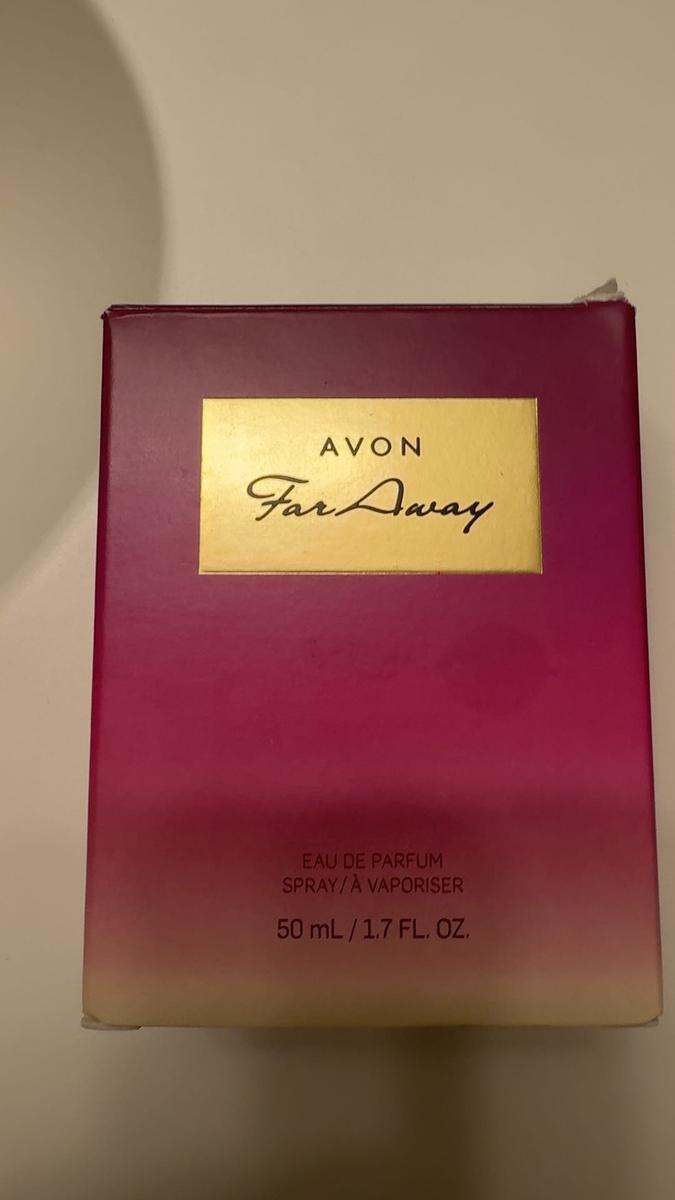 AVON
Far Away
EAU DE PARFUM
SPRAY/À VAPORISER
50 mL / 1.7 FL. OZ.